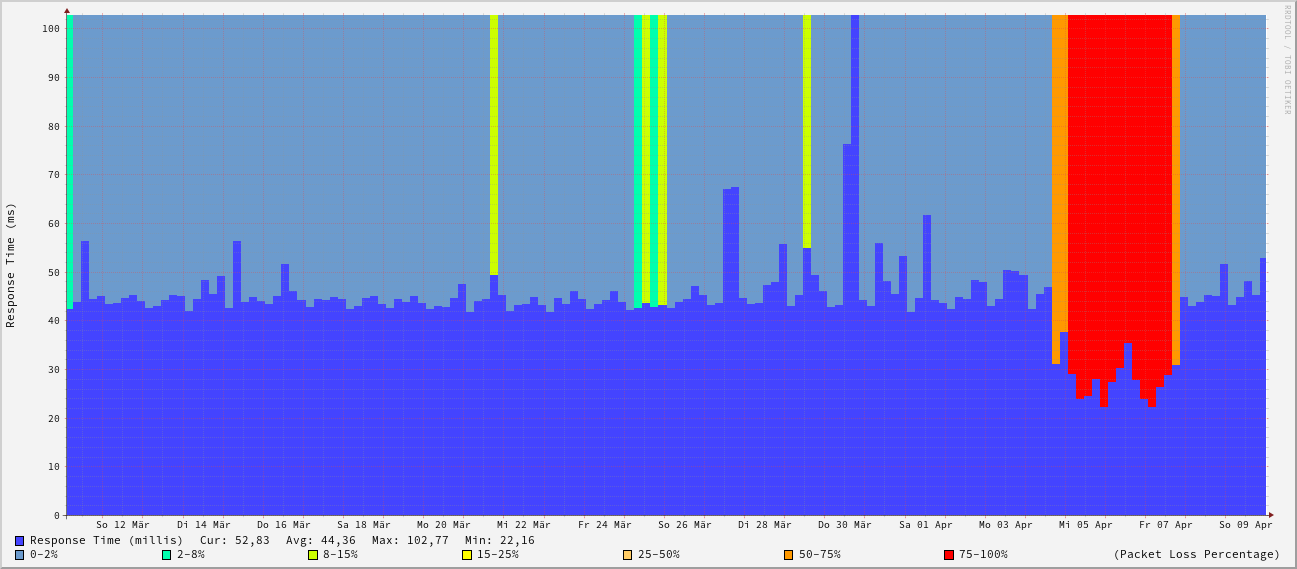 RRDTOOL / TOBI OETIKER
Response Time (ms)
100
90
80
70
60
50
40
30
20
10
0
So 12 Mär Di 14 Mär Do 16 Mär Sa 18 Mär Mo 20 Mär Mi 22 Mär Fr 24 Mär So 26 Mär Di 28 Mär Do 30 Mär Sa 01 Apr Mo 03 Apr Mi 05 Apr Fr 07 Apr So 09 Apr
Response Time (millis) Cur: 52,83 Avg: 44,36 Max: 102,77 Min: 22,16
0-2% 2-8% 8-15% 15-25% 25-50% 50-75% 75-100% (Packet Loss Percentage)